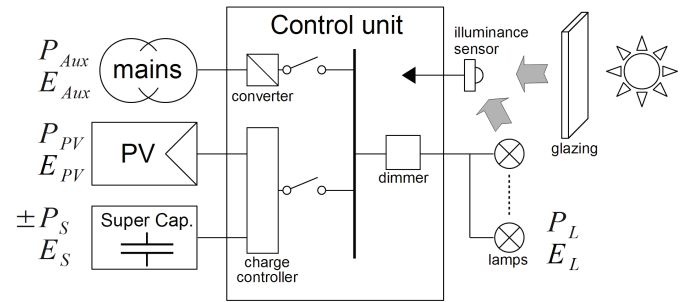 Control unit
illuminance
sensor
P_Aux
E_Aux
mains
converter
glazing
P_PV
E_PV
PV
dimmer
±P_S
E_S
Super Cap.
charge
controller
lamps
P_L
E_L